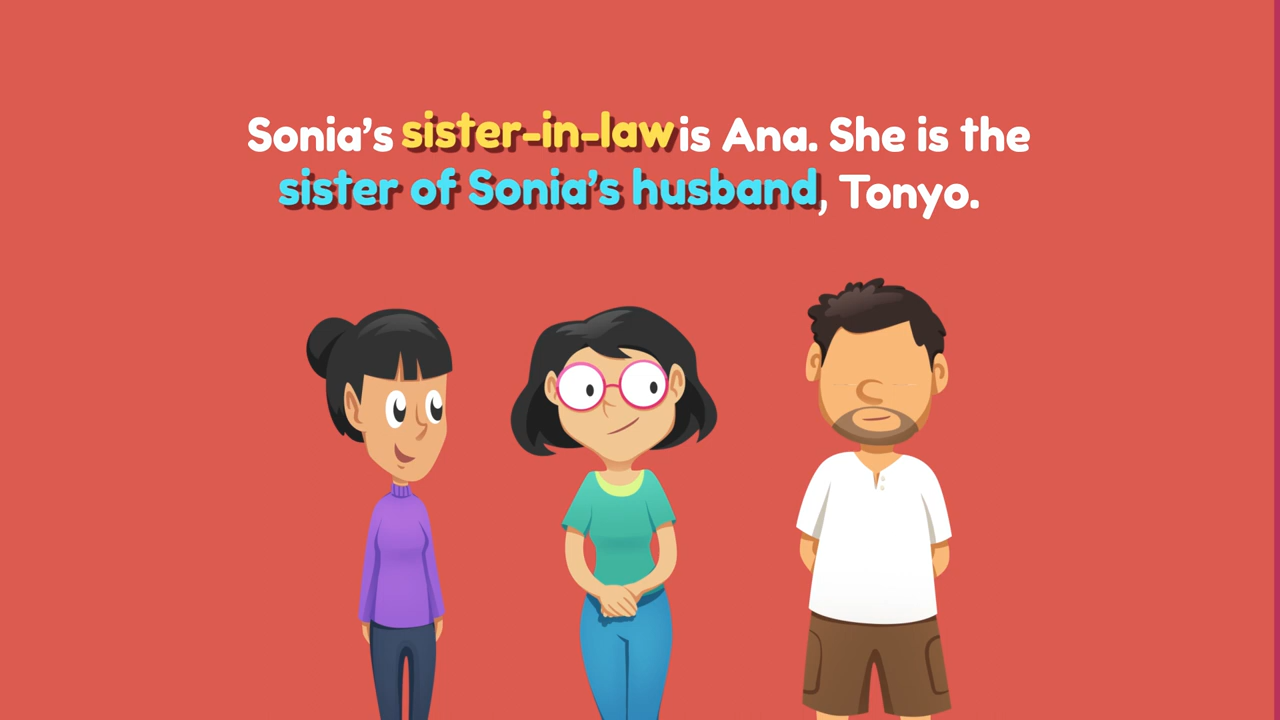 Sonia’s sister-in-law is Ana. She is the
sister of Sonia’s husband, Tonyo.